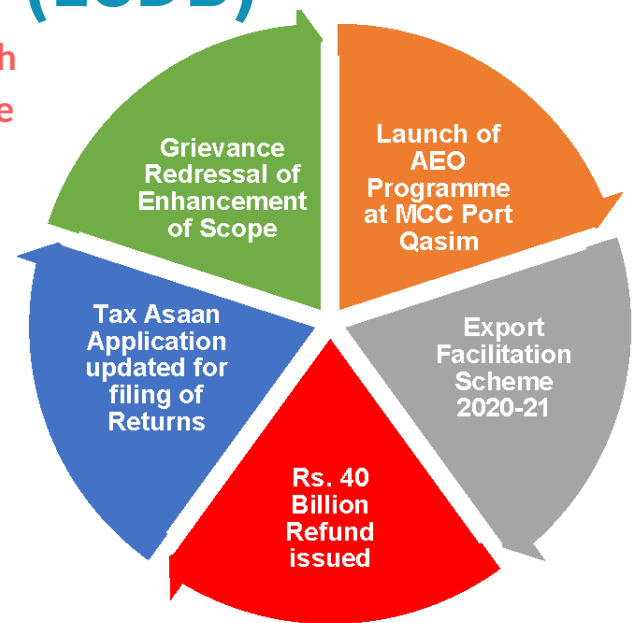 Grievance
Redressal of
Enhancement
of Scope
Launch of
AEO
Programme
at MCC Port
Qasim
Export
Facilitation
Scheme
2020-21
Rs. 40
Billion
Refund
issued
Tax Asaan
Application
updated for
filing of
Returns